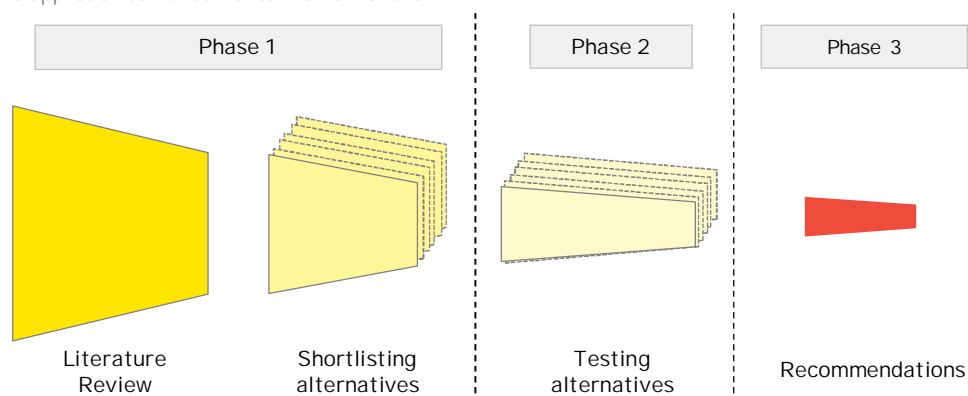 Phase 1
Phase 2
Phase 3
Literature
Review
Shortlisting
alternatives
Testing
alternatives
Recommendations